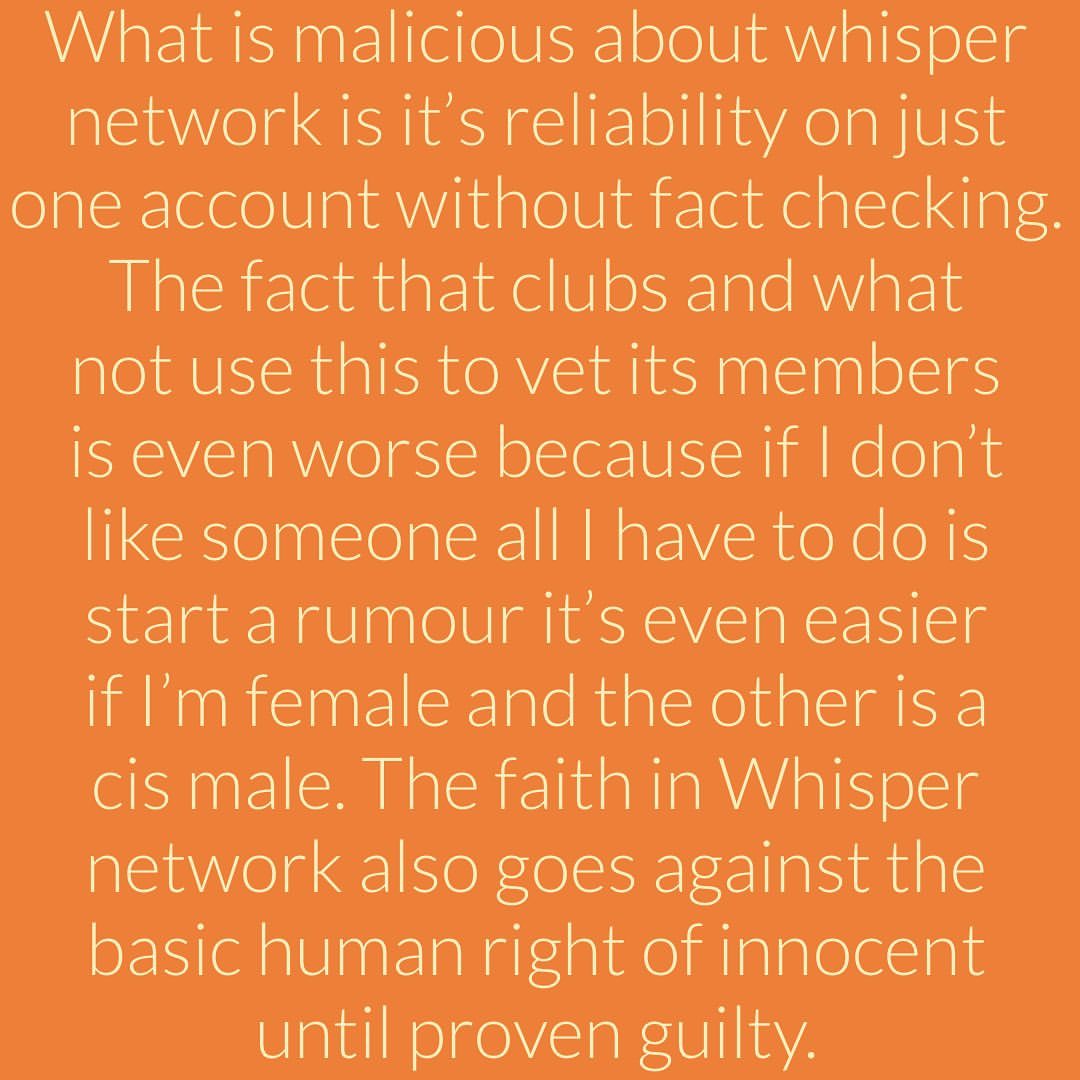 What is malicious about whisper
network is it’s reliability on just
one account without fact checking.
The fact that clubs and what
not use this to vet its members
is even worse because if I don’t
like someone all I have to do is
start a rumour it’s even easier
if I’m female and the other is a
cis male. The faith in Whisper
network also goes against the
basic human right of innocent
until proven guilty.